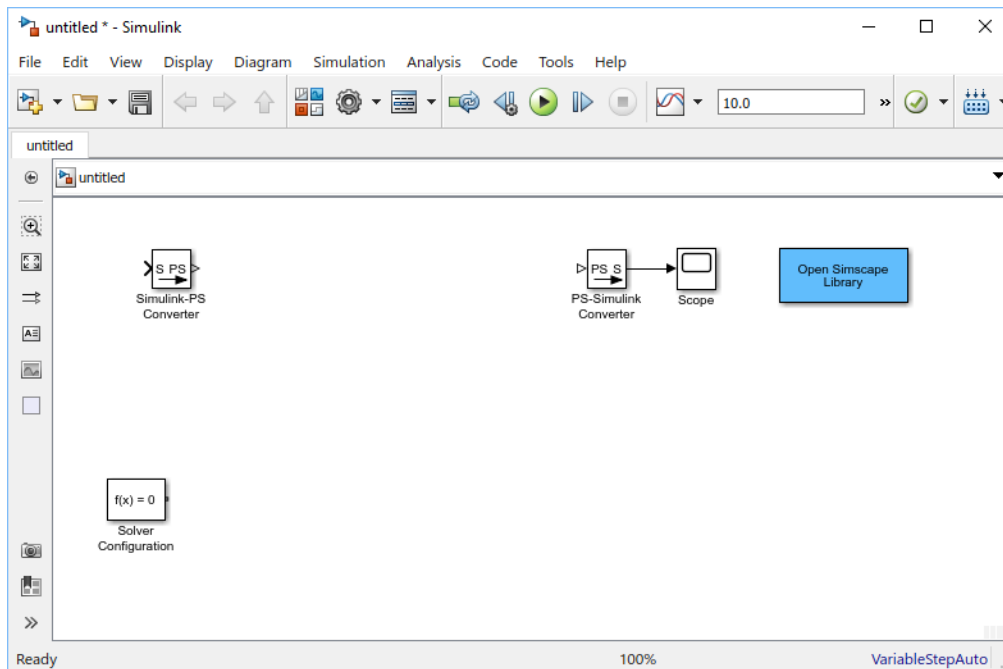 untitled * - Simulink
File Edit View Display Diagram Simulation Analysis Code Tools Help
10.0 »
untitled
untitled
S PS
Simulink-PS
Converter
PS S
PS-Simulink
Converter
Scope
Open Simscape
Library
f(x) = 0
Solver
Configuration
Ready 100% VariableStepAuto